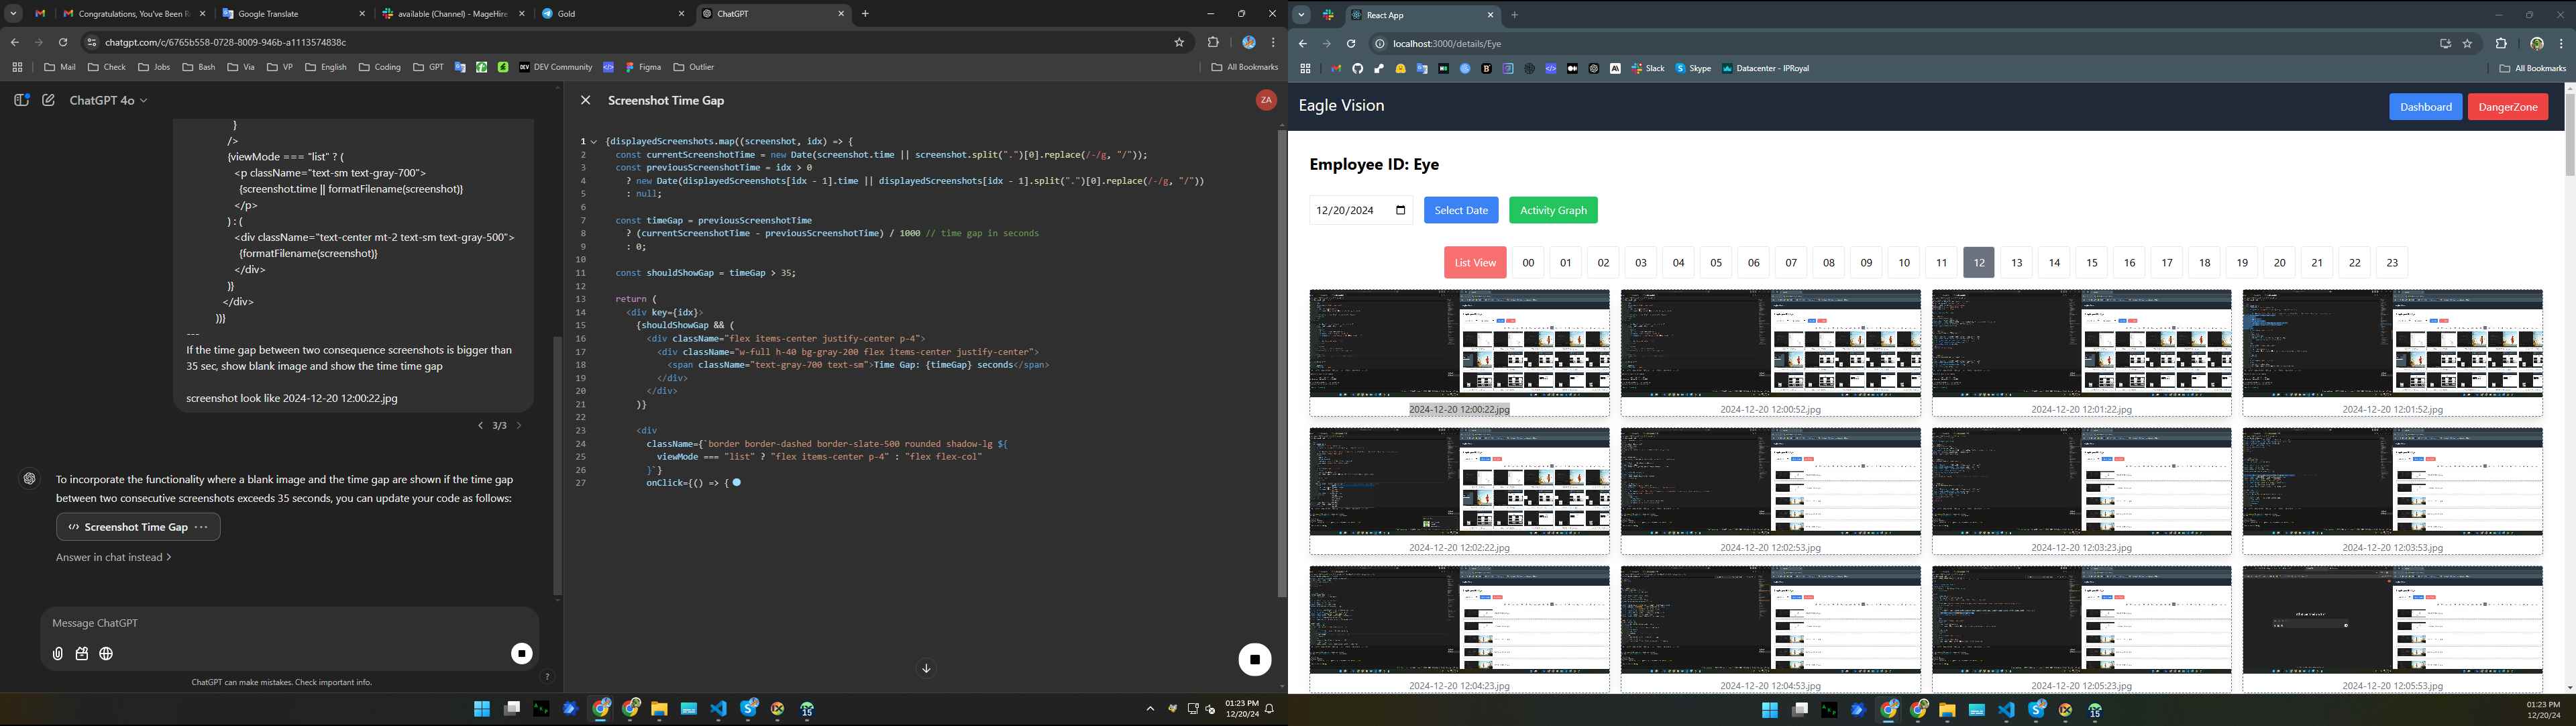 Congratulations, You've Been R
Google Translate
available (Channel) - MageHire
Gold
ChatGPT
chatgpt.com/c/6765b558-0728-8009-946b-a1113574838c
Mail
Check
Jobs
Bash
Via
VP
English
Coding
GPT
DEV Community
Figma
Outlier
All Bookmarks
ChatGPT 4o
}
/>
{viewMode === "list" ? (
<p className="text-sm text-gray-700">
{screenshot.time || formatFilename(screenshot)}
</p>
) : (
<div className="text-center mt-2 text-sm text-gray-500">
{formatFilename(screenshot)}
</div>
)}
</div>
))}
---
If the time gap between two consequence screenshots is bigger than
35 sec, show blank image and show the time time gap
screenshot look like 2024-12-20 12:00:22.jpg
3/3
To incorporate the functionality where a blank image and the time gap are shown if the time gap
between two consecutive screenshots exceeds 35 seconds, you can update your code as follows:
Screenshot Time Gap
Answer in chat instead
Message ChatGPT
ChatGPT can make mistakes. Check important info.
?
Screenshot Time Gap
ZA
1 {displayedScreenshots.map((screenshot, idx) => {
2 const currentScreenshotTime = new Date(screenshot.time || screenshot.split(".")[0].replace(/-/g, "/"));
3 const previousScreenshotTime = idx > 0
4 ? new Date(displayedScreenshots[idx - 1].time || displayedScreenshots[idx - 1].split(".")[0].replace(/-/g, "/"))
5 : null;
6
7 const timeGap = previousScreenshotTime
8 ? (currentScreenshotTime - previousScreenshotTime) / 1000 // time gap in seconds
9 : 0;
10
11 const shouldShowGap = timeGap > 35;
12
13 return (
14 <div key={idx}>
15 {shouldShowGap && (
16 <div className="flex items-center justify-center p-4">
17 <div className="w-full h-40 bg-gray-200 flex items-center justify-center">
18 <span className="text-gray-700 text-sm">Time Gap: {timeGap} seconds</span>
19 </div>
20 </div>
21 )}
22
23 <div
24 className={`border border-dashed border-slate-500 rounded shadow-lg ${
25 viewMode === "list" ? "flex items-center p-4" : "flex flex-col"
26 }`}
27 onClick={() => {
01:23 PM
12/20/24
React App
localhost:3000/details/Eye
Slack
Skype
Datacenter - IPRoyal
All Bookmarks
Eagle Vision
Dashboard
DangerZone
Employee ID: Eye
12/20/2024
Select Date
Activity Graph
List View 00 01 02 03 04 05 06 07 08 09 10 11 12 13 14 15 16 17 18 19 20 21 22 23
2024-12-20 12:00:22.jpg
2024-12-20 12:00:52.jpg
2024-12-20 12:01:22.jpg
2024-12-20 12:01:52.jpg
2024-12-20 12:02:22.jpg
2024-12-20 12:02:53.jpg
2024-12-20 12:03:23.jpg
2024-12-20 12:03:53.jpg
2024-12-20 12:04:23.jpg
2024-12-20 12:04:53.jpg
2024-12-20 12:05:23.jpg
2024-12-20 12:05:53.jpg
15
01:23 PM
12/20/24